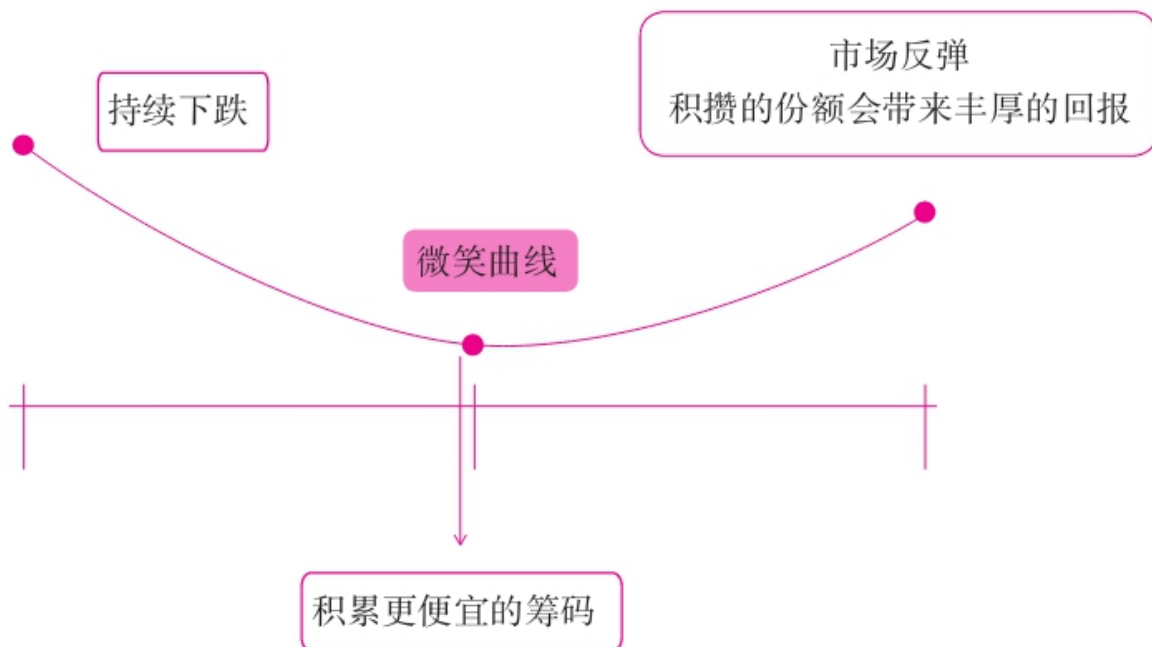 持续下跌
市场反弹
积攒的份额会带来丰厚的回报
微笑曲线
积累更便宜的筹码